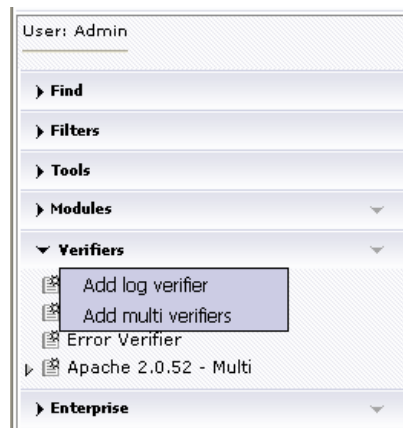 User: Admin
Find
Filters
Tools
Modules
Verifiers
Add log verifier
Add multi verifiers
Error Verifier
Apache 2.0.52 - Multi
Enterprise